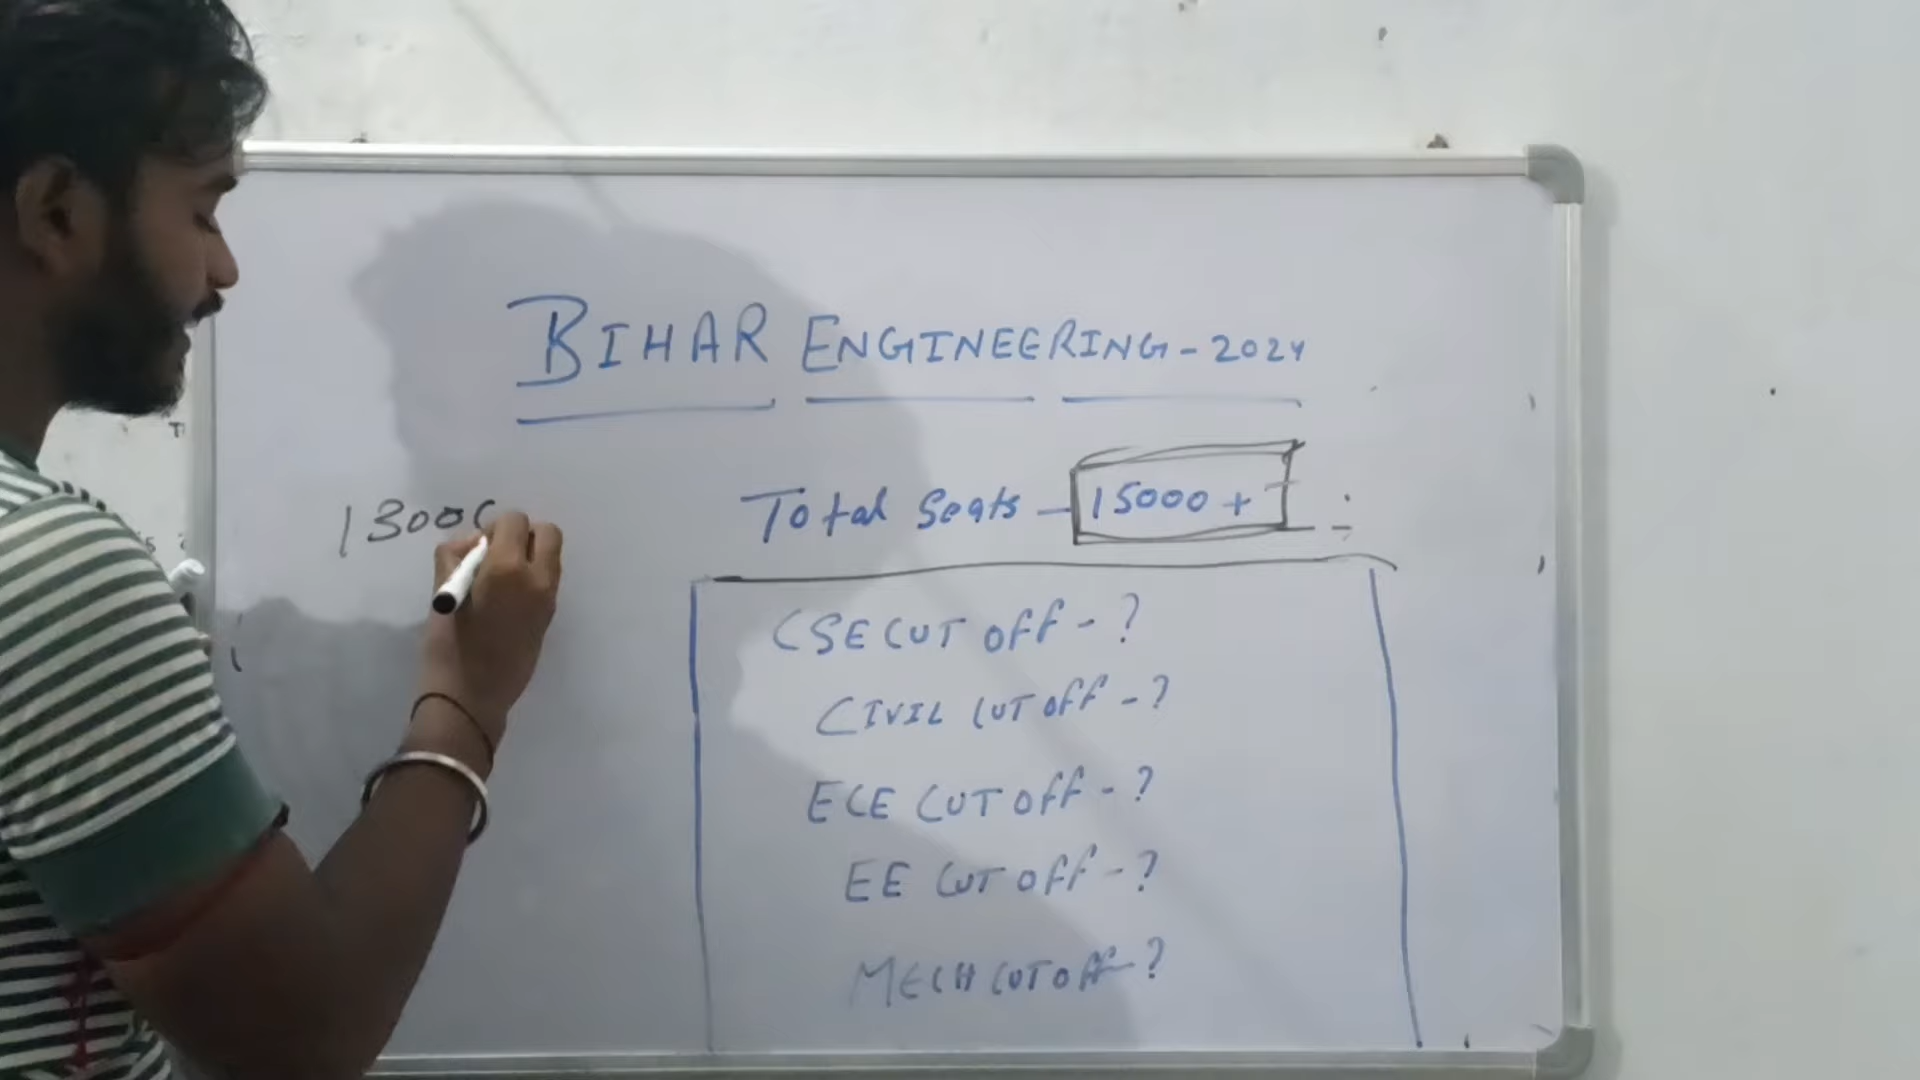 BIHAR ENGINEERING - 2024
Total Seats - 15000 +
13000
CSE CUT OFF - ?
CIVIL CUT OFF - ?
ECE CUT OFF - ?
EE CUT OFF - ?
MECH CUT OFF - ?